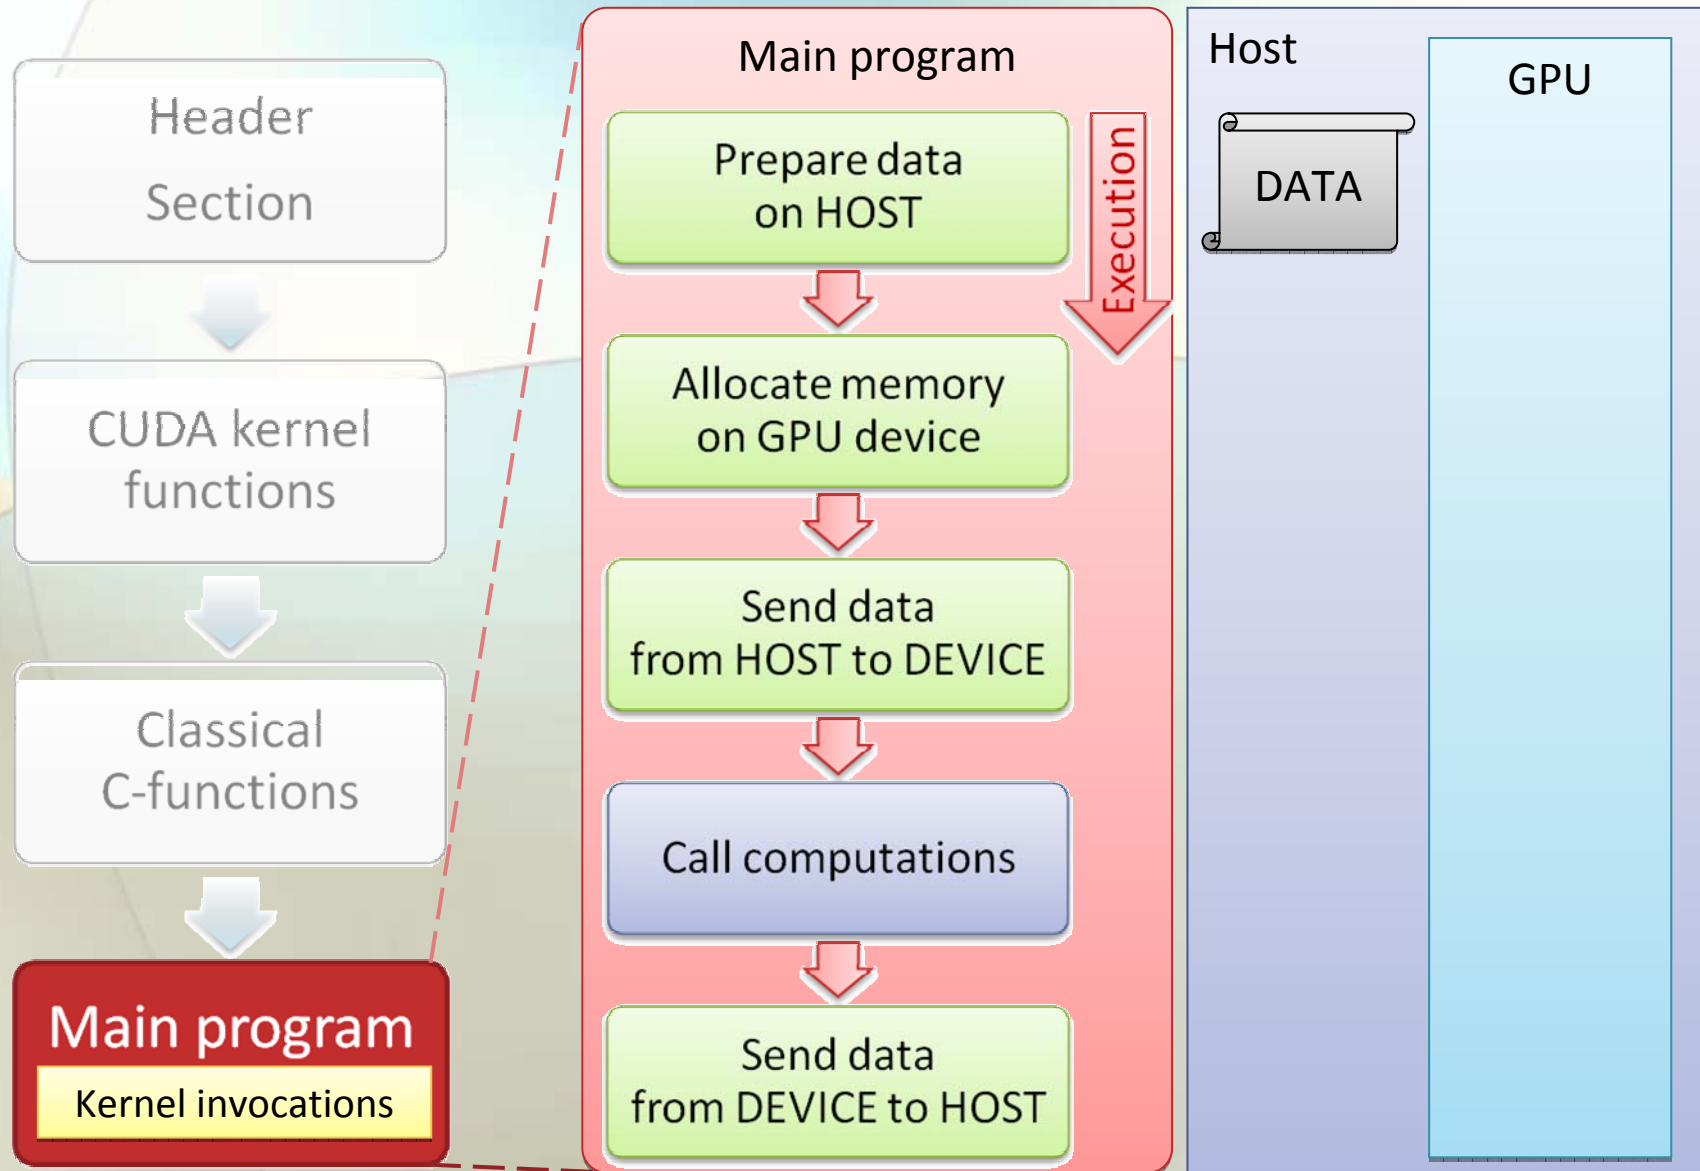 Header
Section
CUDA kernel
functions
Classical
C-functions
Main program
Kernel invocations
Main program
Prepare data
on HOST
Allocate memory
on GPU device
Send data
from HOST to DEVICE
Call computations
Send data
from DEVICE to HOST
Execution
Host
DATA
GPU